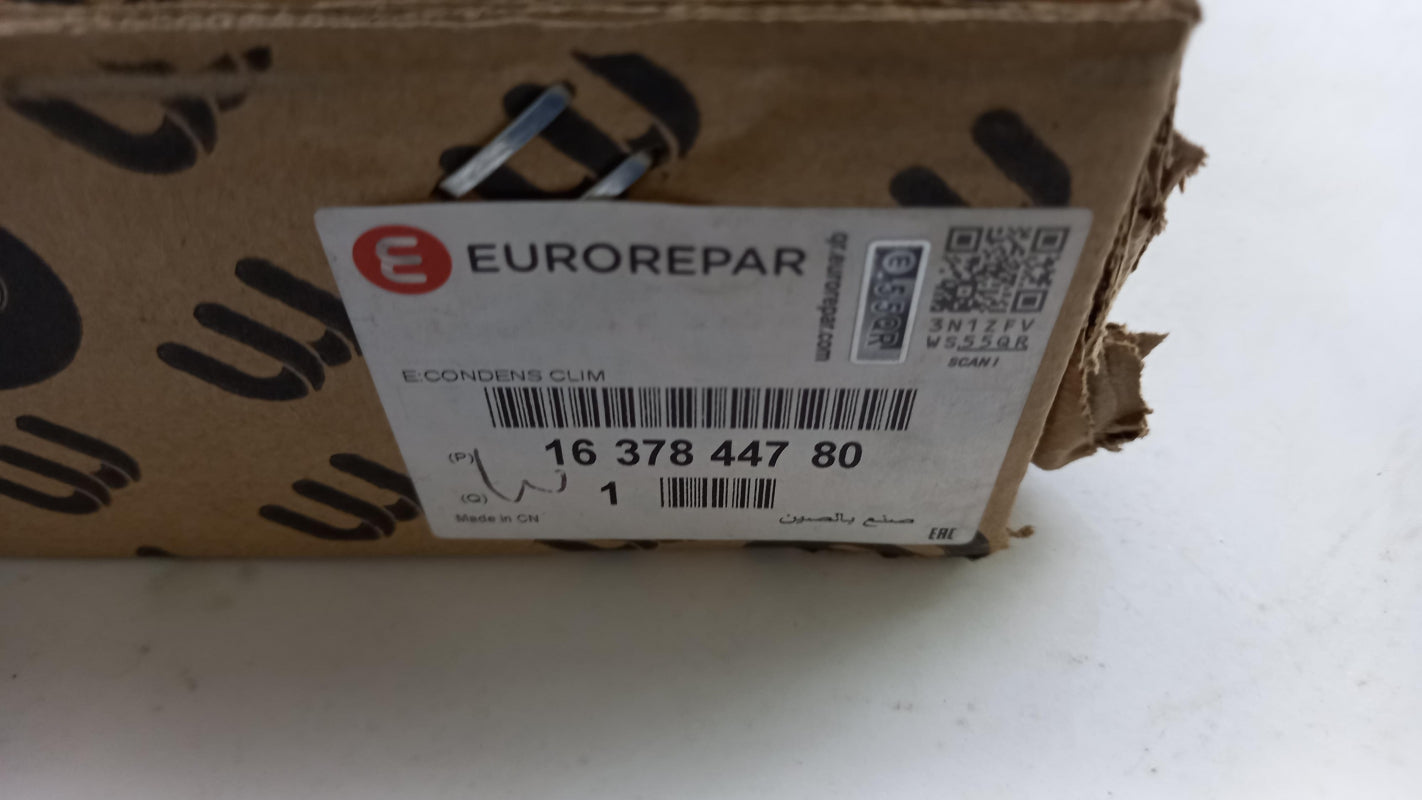 EUROREPAR
qr.eurorepar.com
55QR
3N1ZFV
WS55QR
SCAN!
E:CONDENS CLIM
(P) 16 378 447 80
(Q) 1
Made in CN
صنع بالصين
EAC